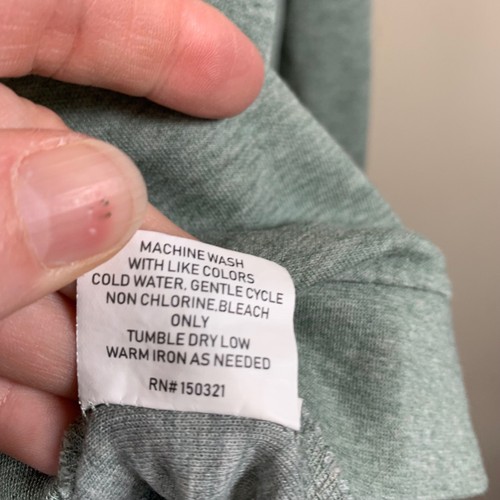 MACHINE WASH
WITH LIKE COLORS
COLD WATER, GENTLE CYCLE
NON CHLORINE,BLEACH
ONLY
TUMBLE DRY LOW
WARM IRON AS NEEDED
RN# 150321